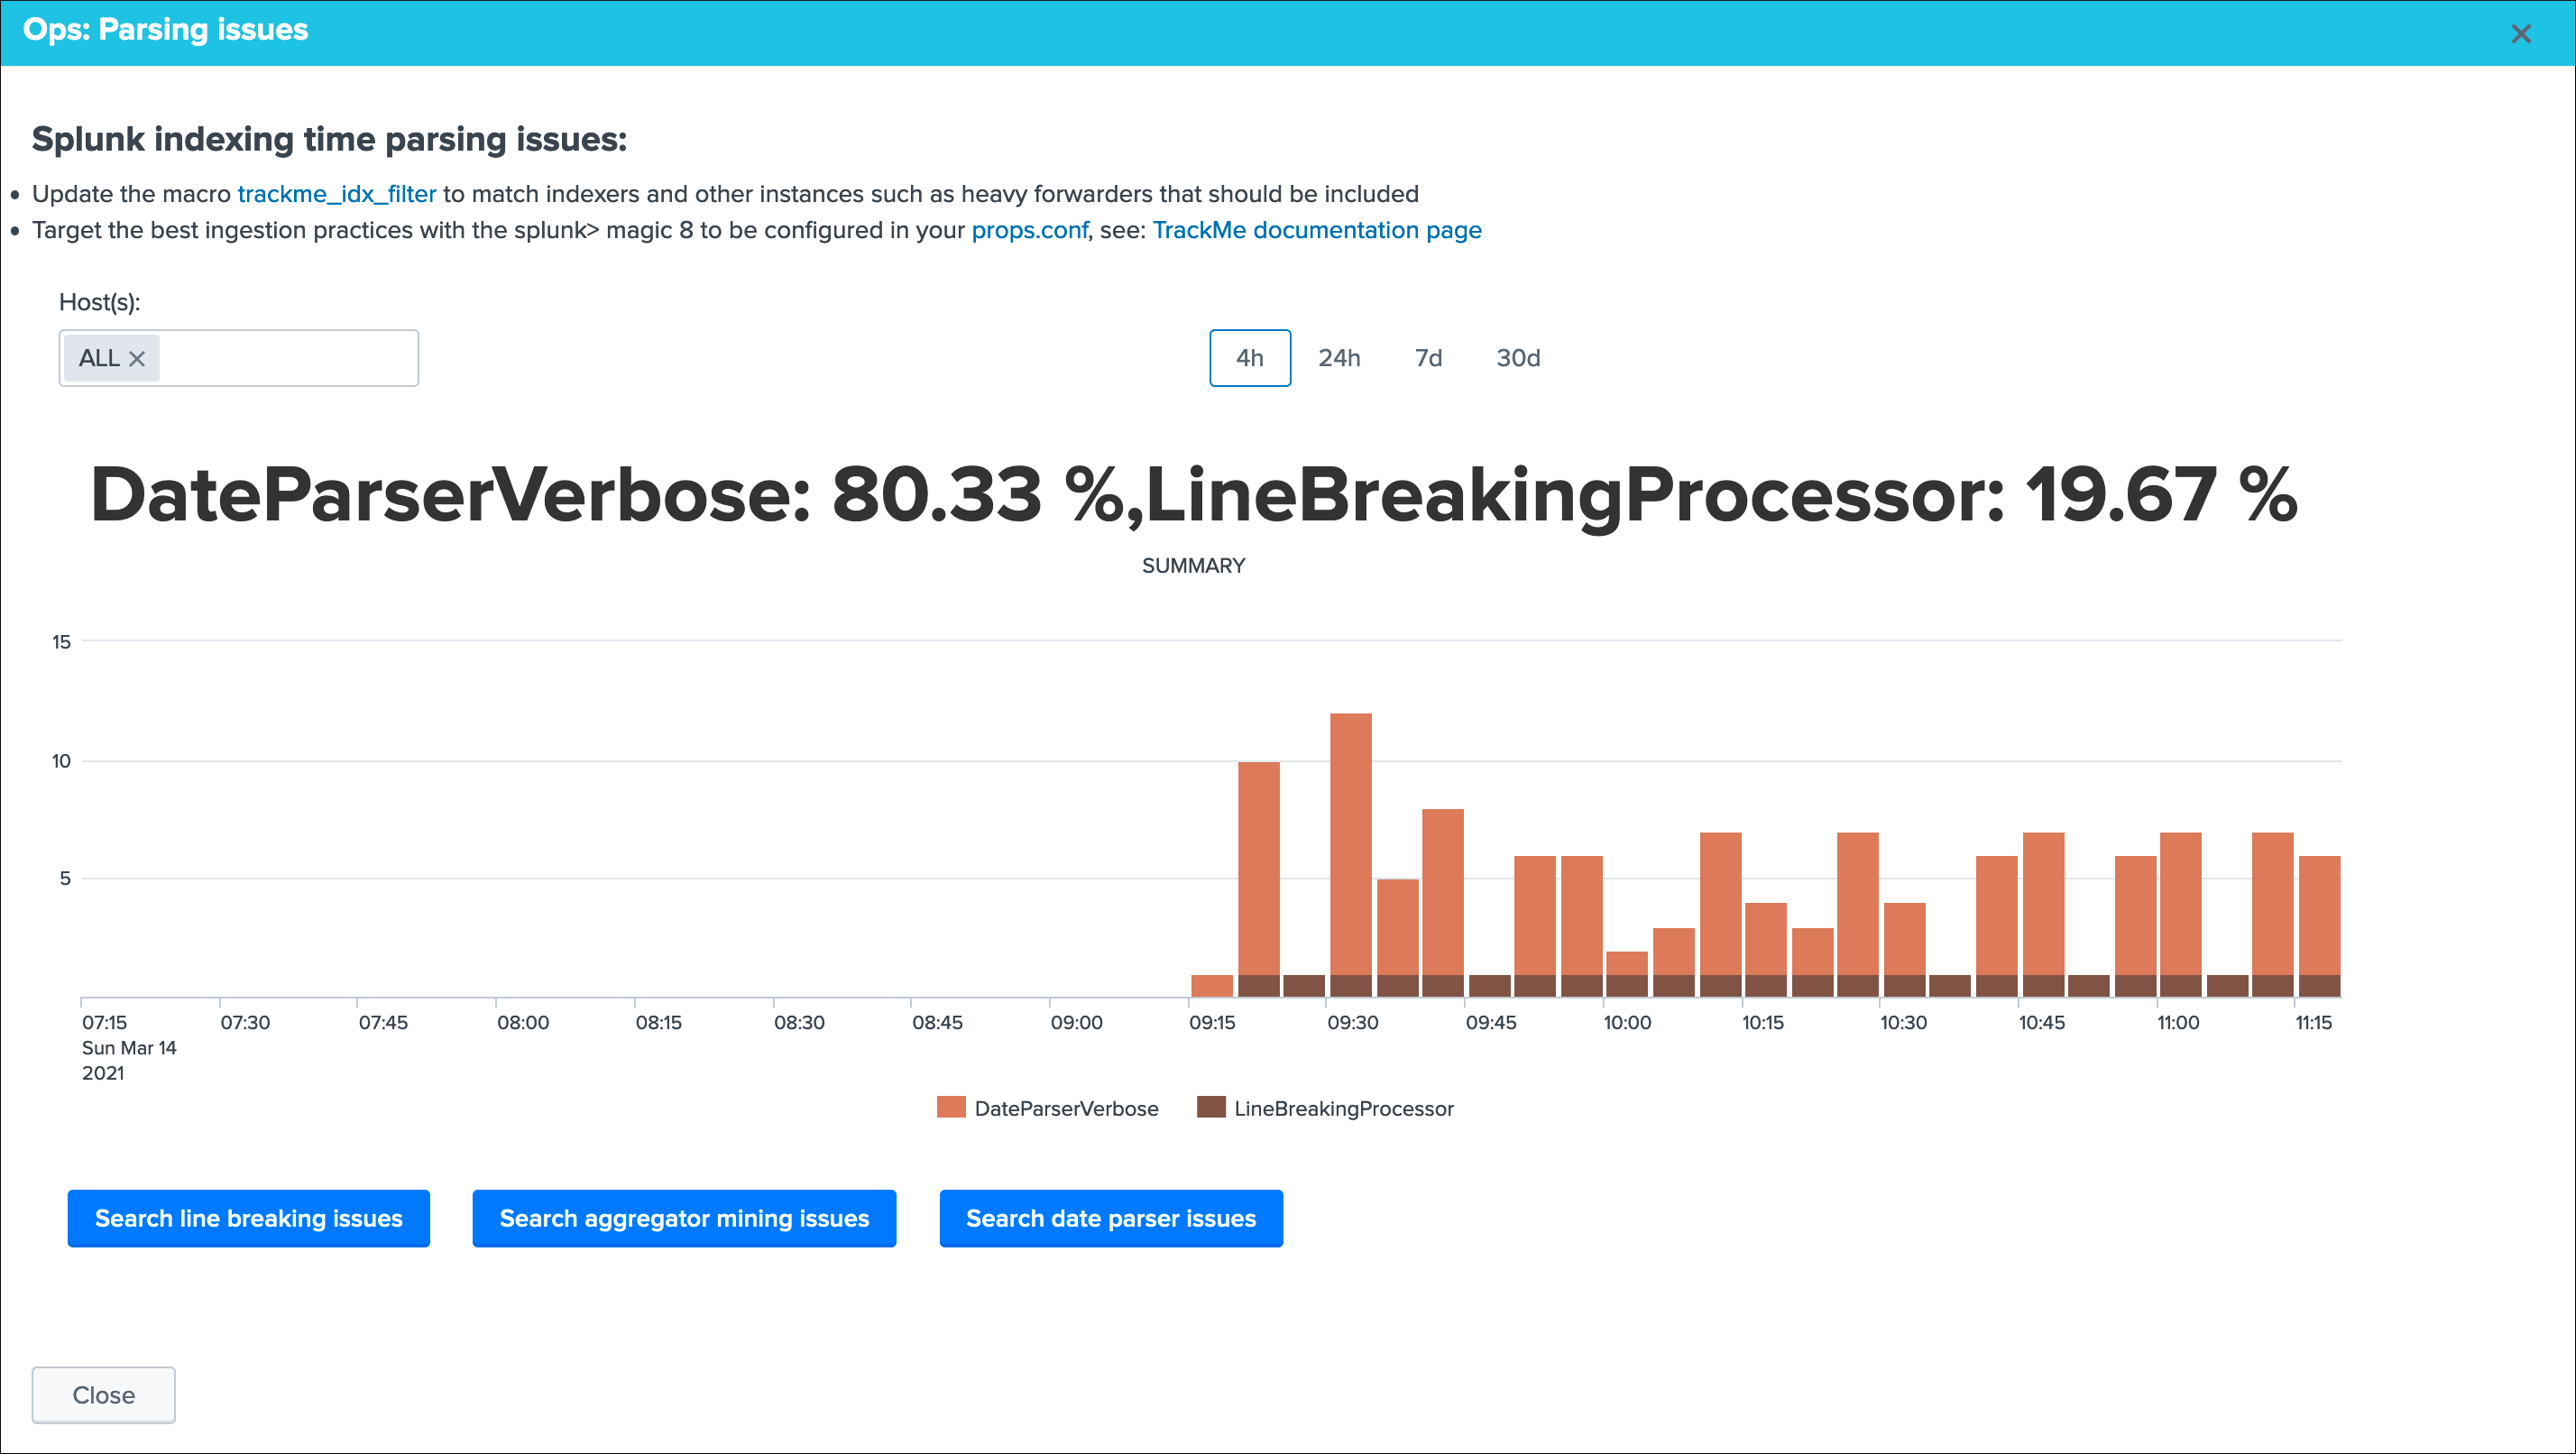 Ops: Parsing issues
Splunk indexing time parsing issues:
Update the macro trackme_idx_filter to match indexers and other instances such as heavy forwarders that should be included
Target the best ingestion practices with the splunk> magic 8 to be configured in your props.conf, see: TrackMe documentation page
Host(s):
ALL
4h 24h 7d 30d
DateParserVerbose: 80.33 %,LineBreakingProcessor: 19.67 %
SUMMARY
15
10
5
07:15 07:30 07:45 08:00 08:15 08:30 08:45 09:00 09:15 09:30 09:45 10:00 10:15 10:30 10:45 11:00 11:15
Sun Mar 14
2021
DateParserVerbose LineBreakingProcessor
Search line breaking issues Search aggregator mining issues Search date parser issues
Close